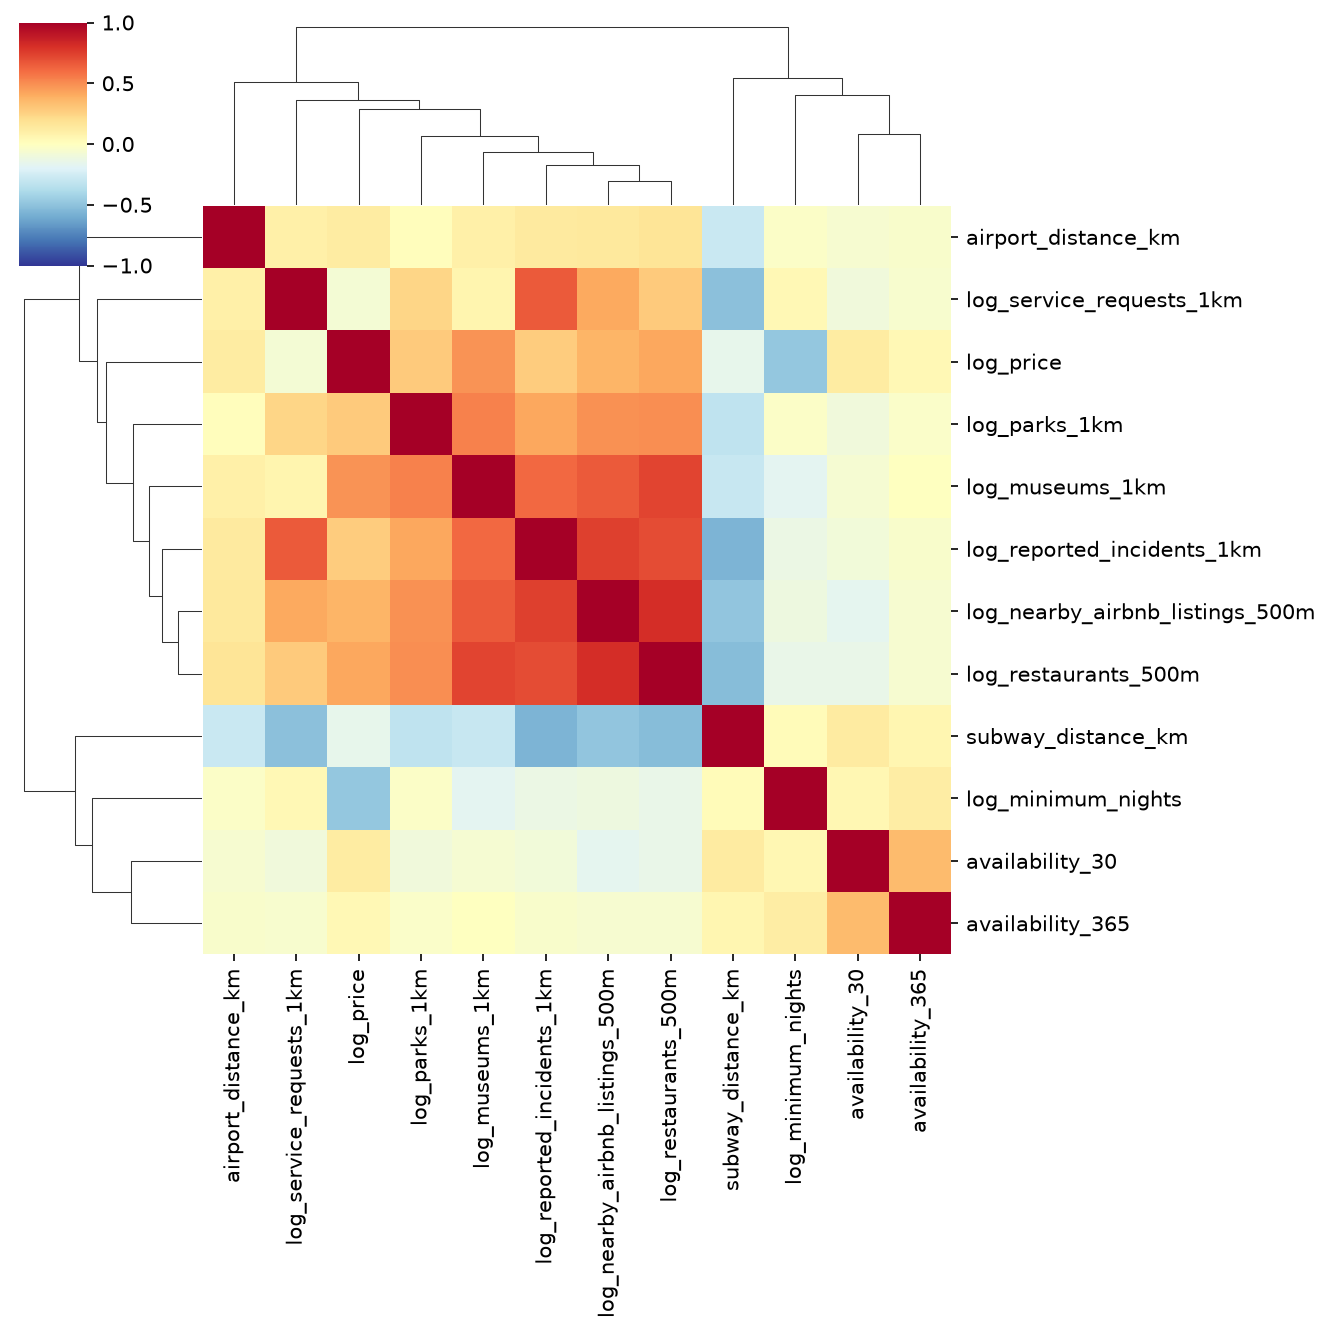 1.0
0.5
0.0
−0.5
−1.0
airport_distance_km
log_service_requests_1km
log_price
log_parks_1km
log_museums_1km
log_reported_incidents_1km
log_nearby_airbnb_listings_500m
log_restaurants_500m
subway_distance_km
log_minimum_nights
availability_30
availability_365
airport_distance_km
log_service_requests_1km
log_price
log_parks_1km
log_museums_1km
log_reported_incidents_1km
log_nearby_airbnb_listings_500m
log_restaurants_500m
subway_distance_km
log_minimum_nights
availability_30
availability_365